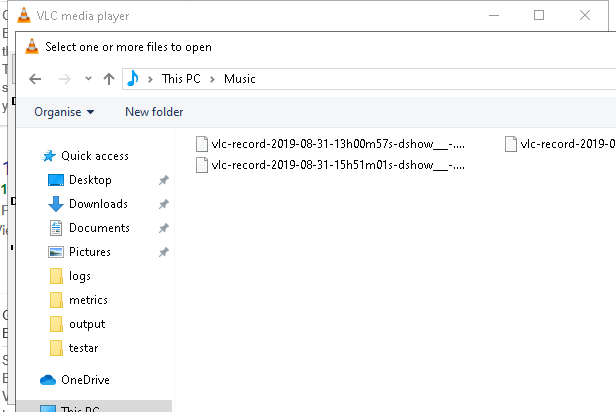 VLC media player
Select one or more files to open
This PC > Music
Organise
New folder
vlc-record-2019-08-31-13h00m57s-dshow___-....
vlc-record-2019-0
vlc-record-2019-08-31-15h51m01s-dshow___-....
Quick access
Desktop
Downloads
Documents
Pictures
logs
metrics
output
testar
OneDrive
This PC